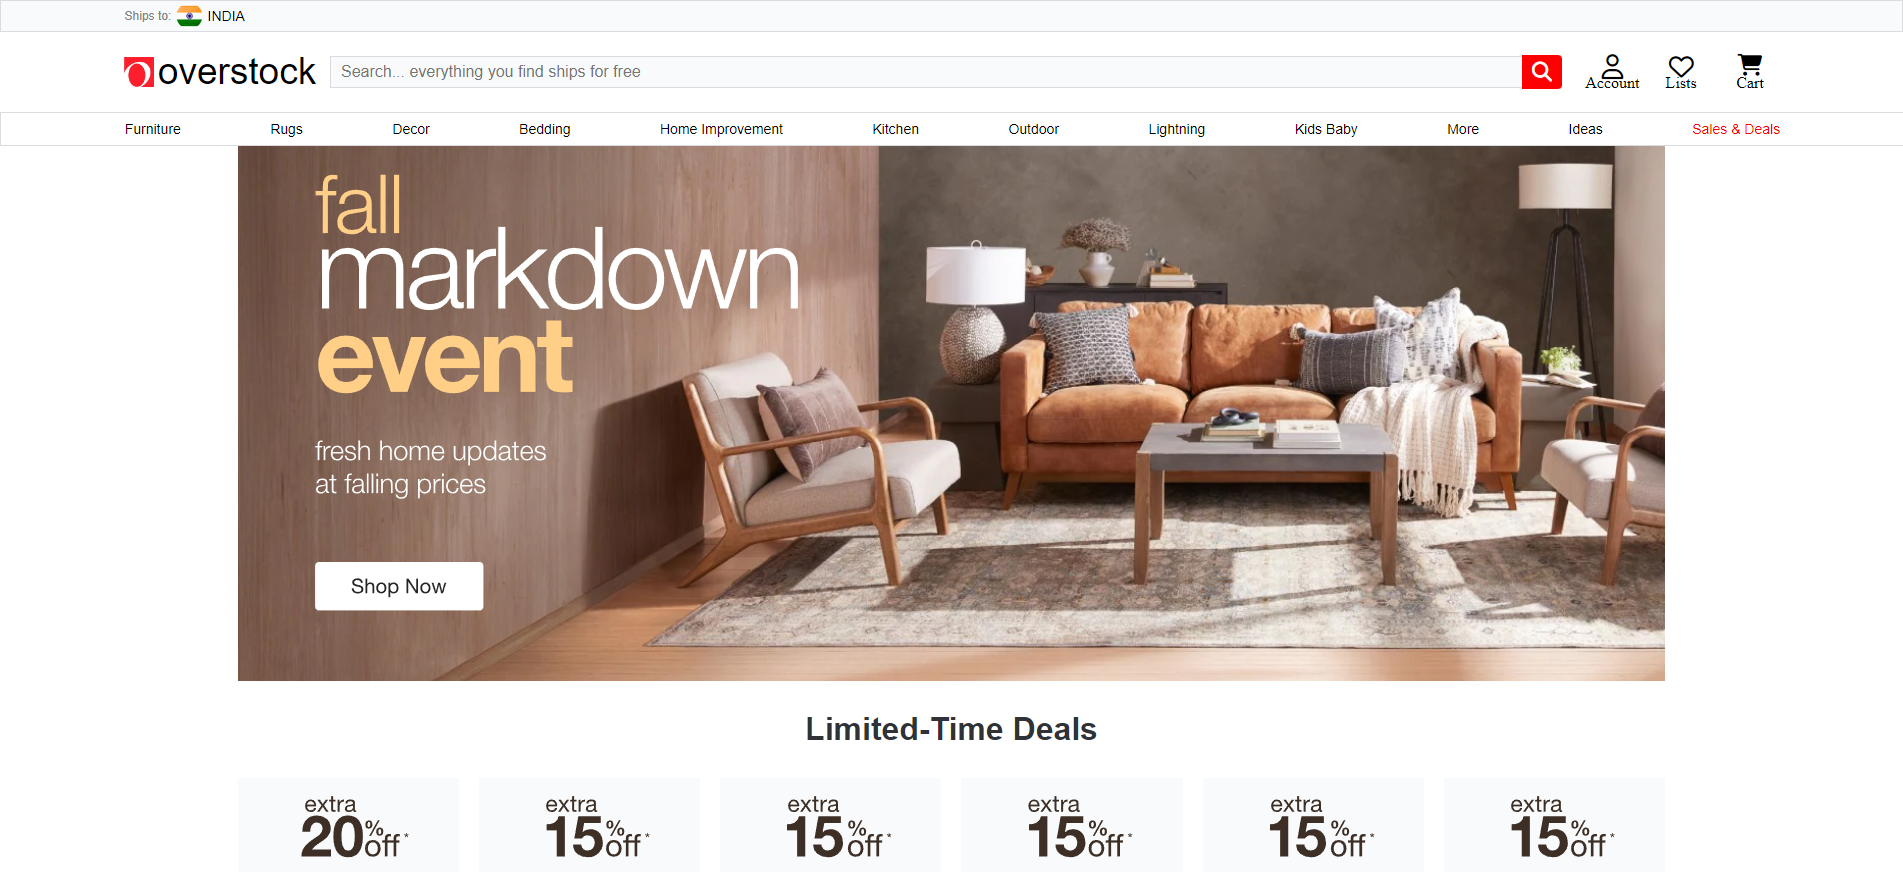 Ships to: INDIA
overstock
Search... everything you find ships for free
Account Lists Cart
Furniture Rugs Decor Bedding Home Improvement Kitchen Outdoor Lightning Kids Baby More Ideas Sales & Deals
fall
markdown
event
fresh home updates
at falling prices
Shop Now
Limited-Time Deals
extra
20% off*
extra
15% off*
extra
15% off*
extra
15% off*
extra
15% off*
extra
15% off*